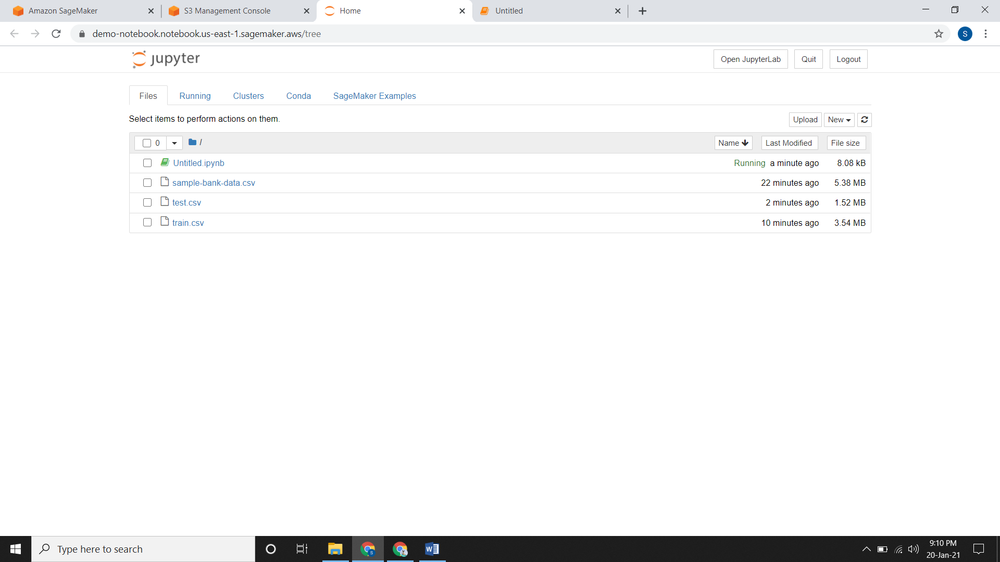 Amazon SageMaker
S3 Management Console
Home
Untitled
demo-notebook.notebook.us-east-1.sagemaker.aws/tree
S
jupyter
Open JupyterLab
Quit
Logout
Files
Running
Clusters
Conda
SageMaker Examples
Select items to perform actions on them.
Upload
New
0
/
Name
Last Modified
File size
Untitled.ipynb Running a minute ago 8.08 kB
sample-bank-data.csv 22 minutes ago 5.38 MB
test.csv 2 minutes ago 1.52 MB
train.csv 10 minutes ago 3.54 MB
Type here to search
S
W
9:10 PM
20-Jan-21